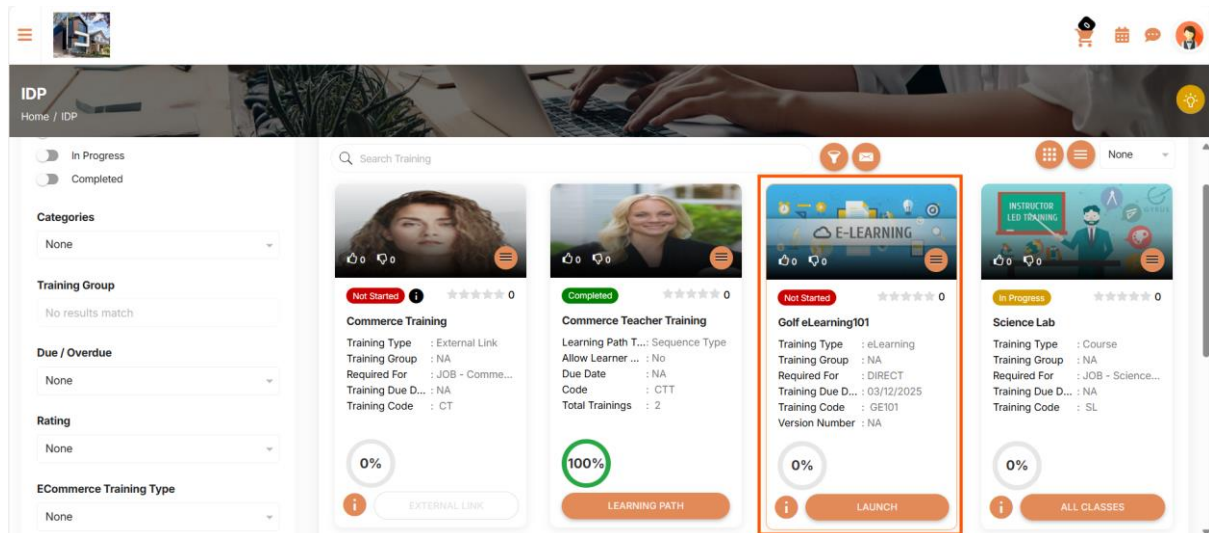 0
IDP
Home / IDP
In Progress
Completed
Categories
None
Training Group
No results match
Due / Overdue
None
Rating
None
ECommerce Training Type
None
Search Training
None
0 0
Not Started i 0
Commerce Training
Training Type : External Link
Training Group : NA
Required For : JOB - Comme...
Training Due D... : NA
Training Code : CT
0%
i EXTERNAL LINK
0 0
Completed 0
Commerce Teacher Training
Learning Path T...: Sequence Type
Allow Learner ... : No
Due Date : NA
Code : CTT
Total Trainings : 2
100%
LEARNING PATH
E-LEARNING
0 0
Not Started 0
Golf eLearning101
Training Type : eLearning
Training Group : NA
Required For : DIRECT
Training Due D... : 03/12/2025
Training Code : GE101
Version Number : NA
0%
i LAUNCH
INSTRUCTOR
LED TRAINING
0 0
In Progress 0
Science Lab
Training Type : Course
Training Group : NA
Required For : JOB - Science...
Training Due D... : NA
Training Code : SL
0%
i ALL CLASSES